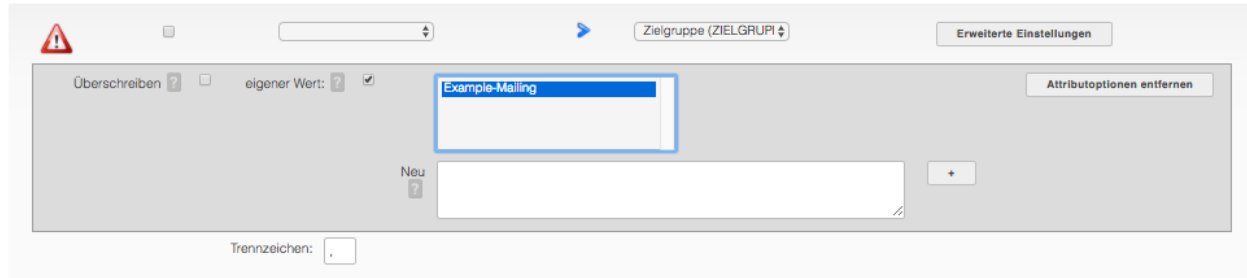 Zielgruppe (ZIELGRUPI
Erweiterte Einstellungen
Überschreiben ?
eigener Wert: ?
Example-Mailing
Attributoptionen entfernen
Neu
?
+
Trennzeichen: ,